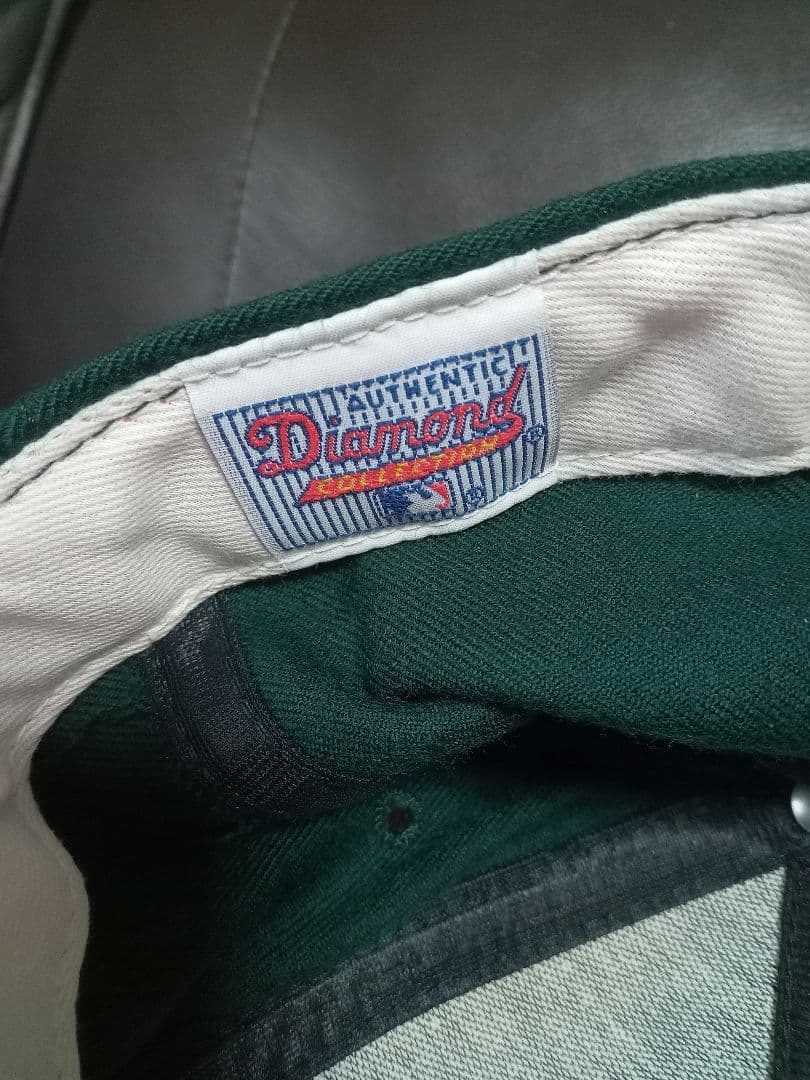 AUTHENTIC
Diamond ®
COLLECTION
®